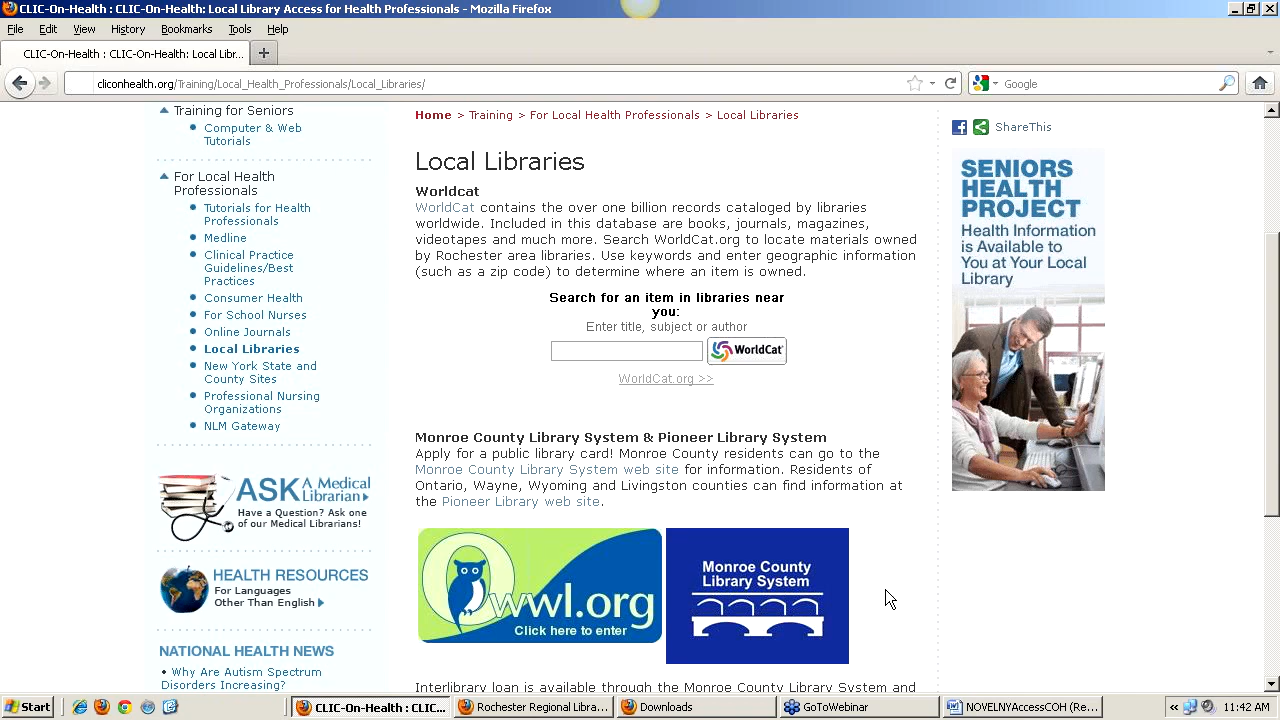 CLIC-On-Health : CLIC-On-Health: Local Library Access for Health Professionals - Mozilla Firefox
File Edit View History Bookmarks Tools Help
CLIC-On-Health : CLIC-On-Health: Local Libr... +
cliconhealth.org/Training/Local_Health_Professionals/Local_Libraries/
Google
Training for Seniors
Computer & Web
Tutorials
For Local Health
Professionals
Tutorials for Health
Professionals
Medline
Clinical Practice
Guidelines/Best
Practices
Consumer Health
For School Nurses
Online Journals
Local Libraries
New York State and
County Sites
Professional Nursing
Organizations
NLM Gateway
ASK A Medical
Librarian
Have a Question? Ask one
of our Medical Librarians!
HEALTH RESOURCES
For Languages
Other Than English
NATIONAL HEALTH NEWS
• Why Are Autism Spectrum
Disorders Increasing?
Home > Training > For Local Health Professionals > Local Libraries
Local Libraries
Worldcat
WorldCat contains the over one billion records cataloged by libraries
worldwide. Included in this database are books, journals, magazines,
videotapes and much more. Search WorldCat.org to locate materials owned
by Rochester area libraries. Use keywords and enter geographic information
(such as a zip code) to determine where an item is owned.
Search for an item in libraries near
you:
Enter title, subject or author
WorldCat
WorldCat.org >>
Monroe County Library System & Pioneer Library System
Apply for a public library card! Monroe County residents can go to the
Monroe County Library System web site for information. Residents of
Ontario, Wayne, Wyoming and Livingston counties can find information at
the Pioneer Library web site.
owwl.org
Click here to enter
Monroe County
Library System
Interlibrary loan is available through the Monroe County Library System and
ShareThis
SENIORS
HEALTH
PROJECT
Health Information
is Available to
You at Your Local
Library
Start
CLIC-On-Health : CLIC...
Rochester Regional Libra...
Downloads
GoToWebinar
NOVELNYAccessCOH (Re...
11:42 AM